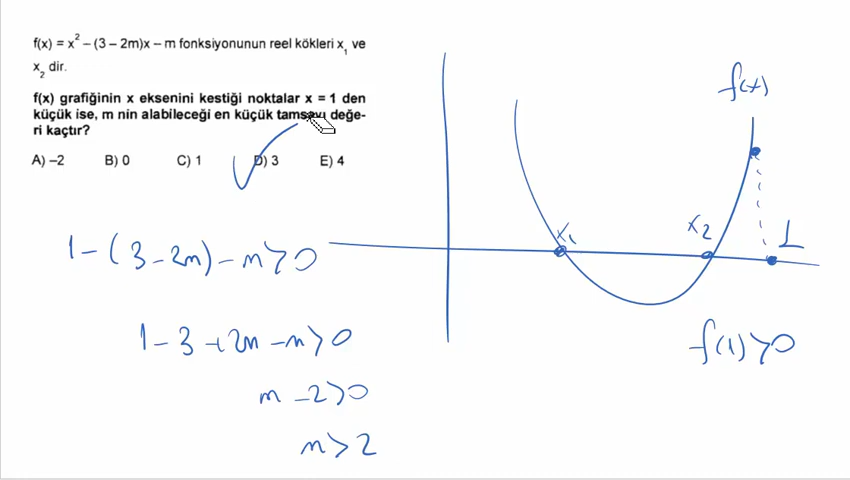 f(x) = x² – (3 – 2m)x – m fonksiyonunun reel kökleri x₁ ve
x₂ dir.
f(x) grafiğinin x eksenini kestiği noktalar x = 1 den
küçük ise, m nin alabileceği en küçük tamsayı değe-
ri kaçtır?
A) –2 B) 0 C) 1 D) 3 E) 4
1 - (3 - 2m) - m > 0
1 - 3 + 2m - m > 0
m - 2 > 0
m > 2
f(x)
x₁
x₂
1
f(1) > 0